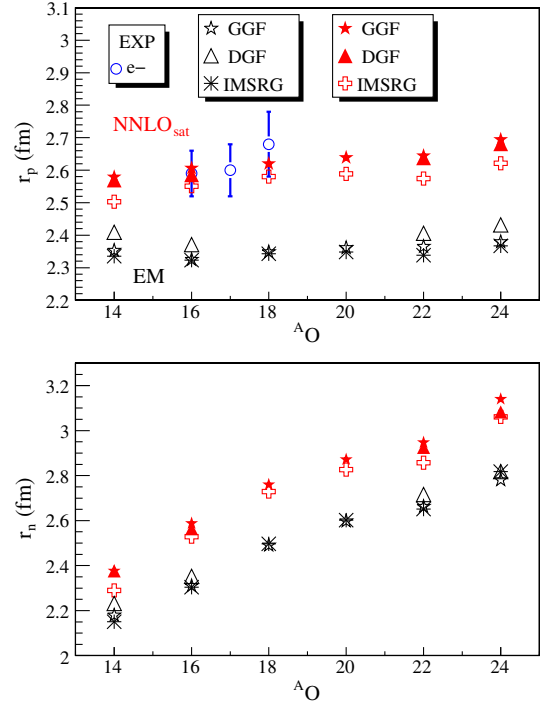 3.1
3
2.9
2.8
2.7
2.6
2.5
2.4
2.3
2.2
r_p (fm)
EXP
e−
GGF
DGF
IMSRG
GGF
DGF
IMSRG
NNLO_sat
EM
14 16 18 20 22 24
^A O
3.2
3
2.8
2.6
2.4
2.2
2
r_n (fm)
14 16 18 20 22 24
^A O